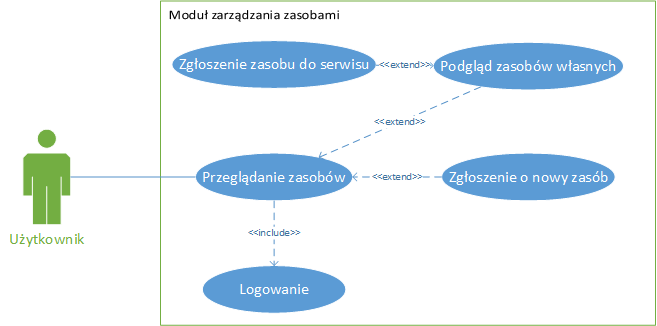 Moduł zarządzania zasobami
Zgłoszenie zasobu do serwisu
<<extend>>
Podgląd zasobów własnych
<<extend>>
Przeglądanie zasobów
<<extend>>
Zgłoszenie o nowy zasób
Użytkownik
<<include>>
Logowanie